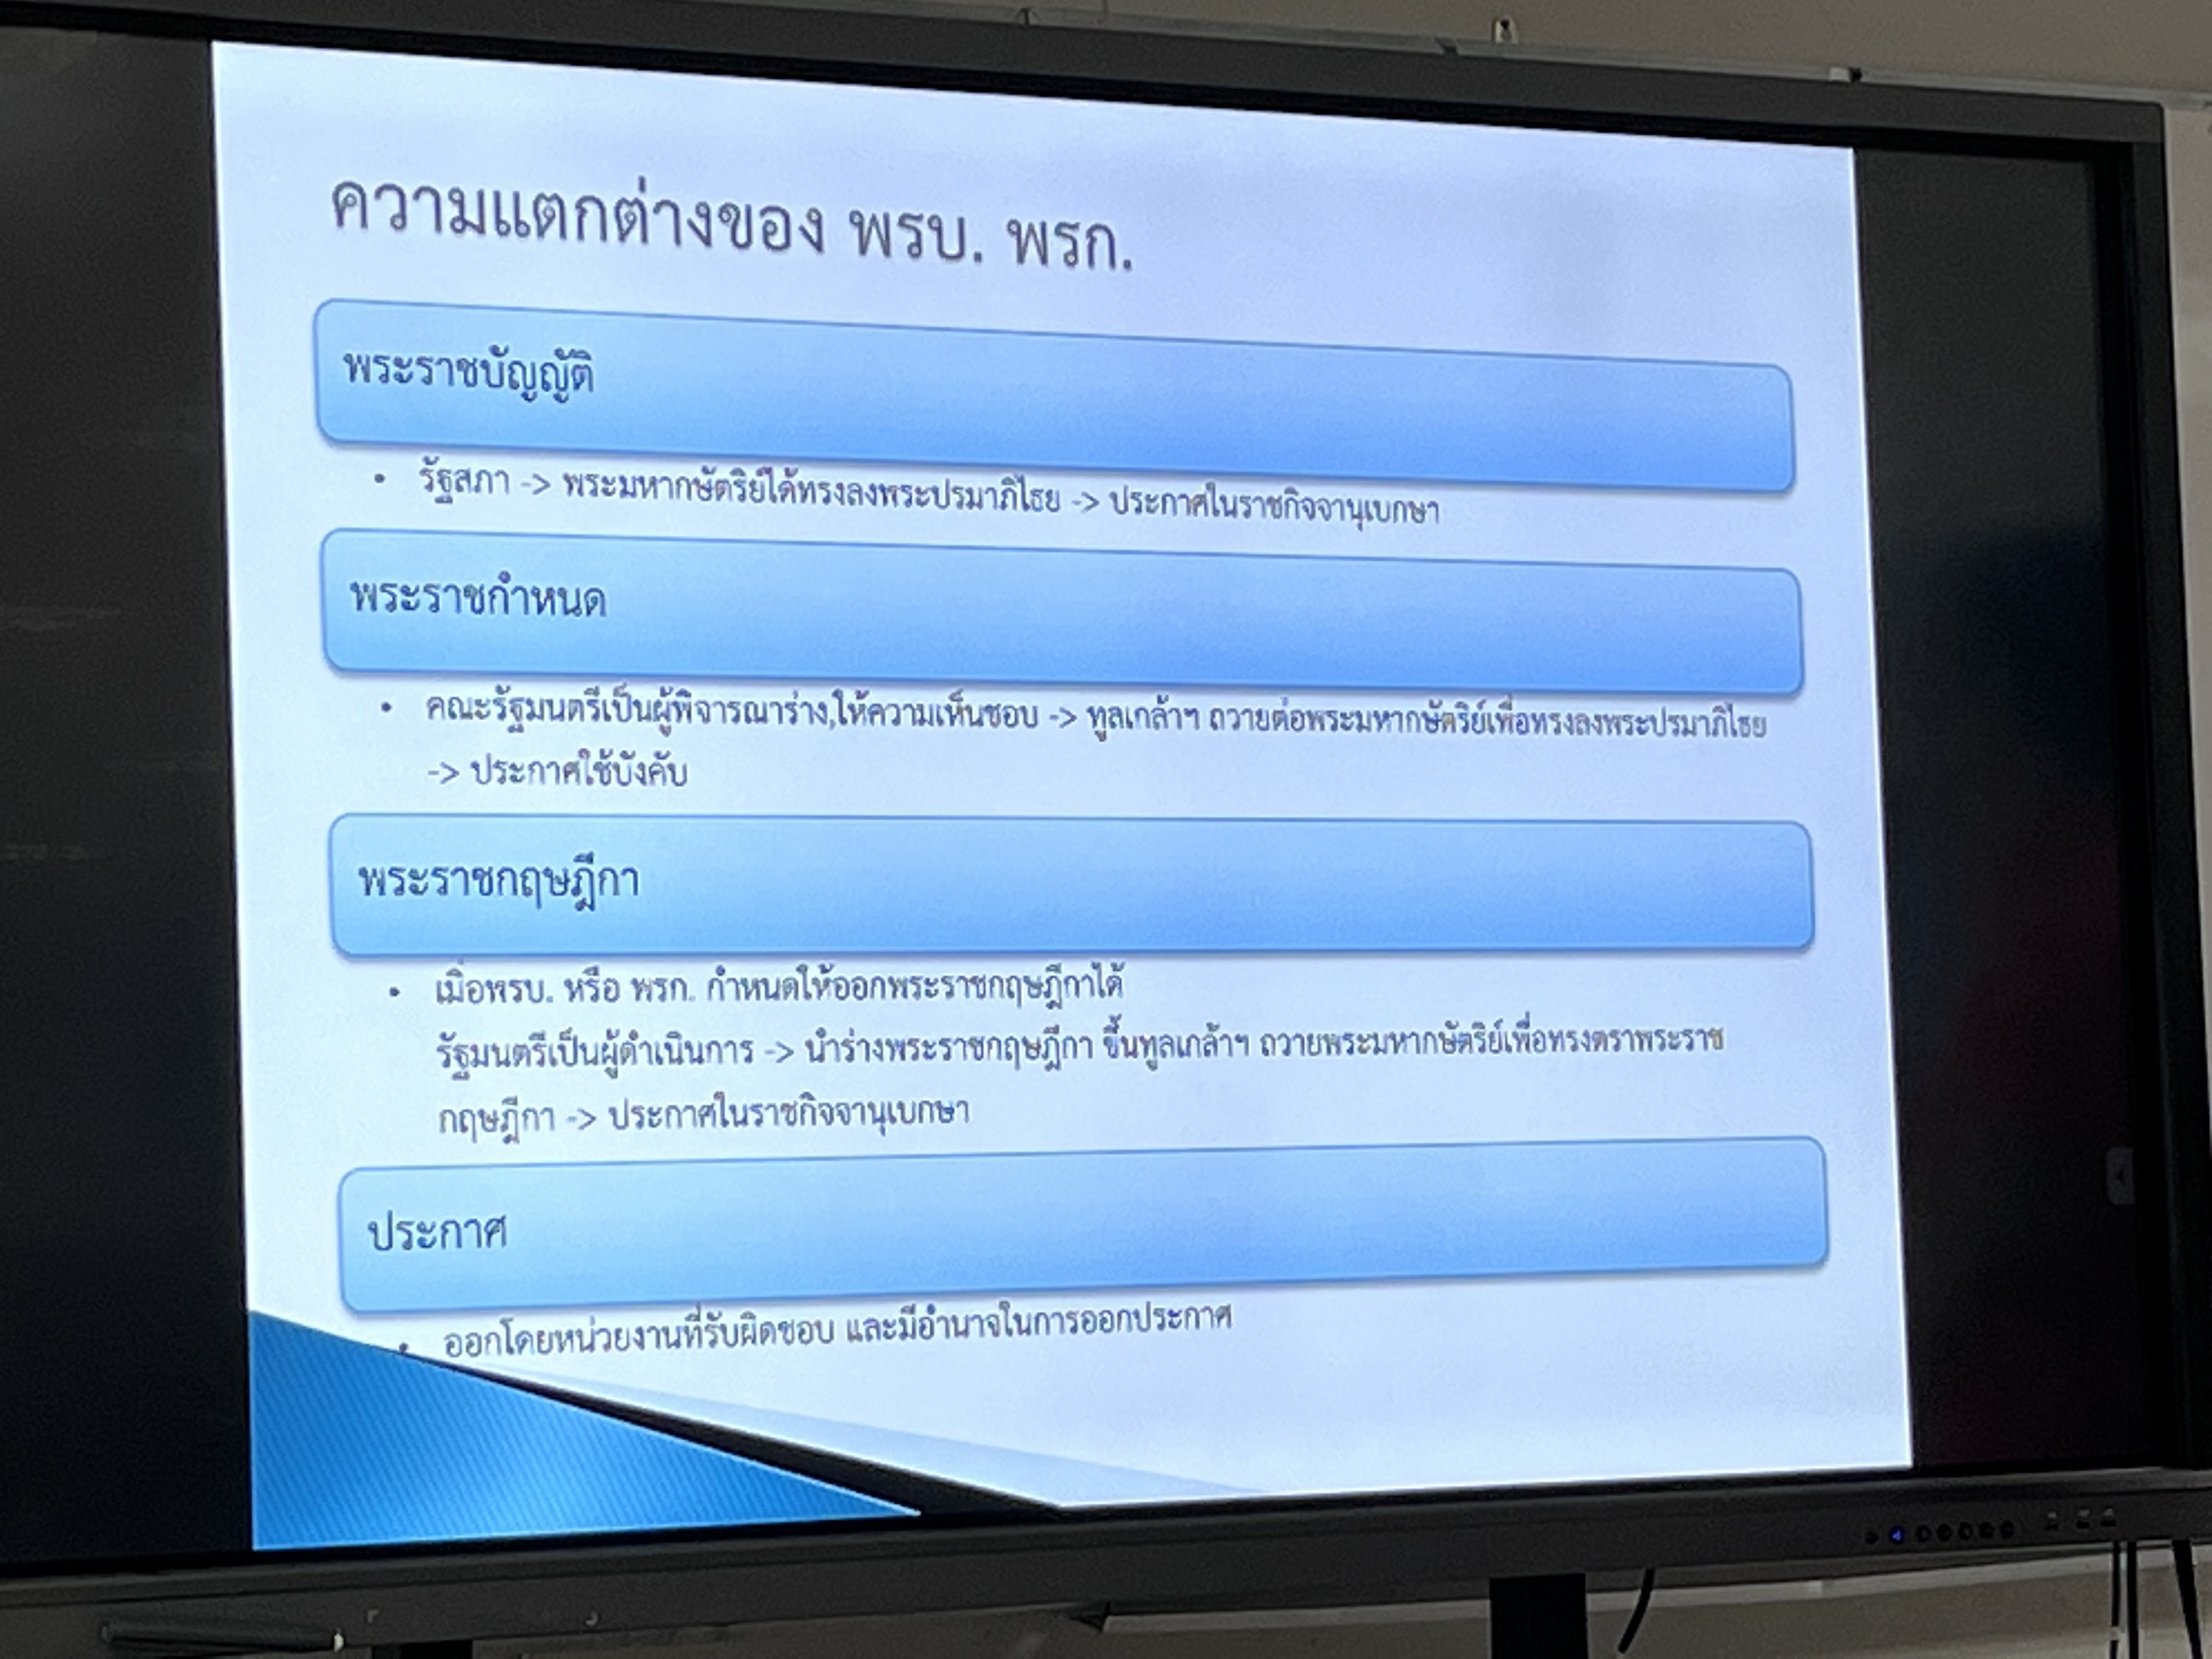 ความแตกต่างของ พรบ. พรก.
พระราชบัญญัติ
• รัฐสภา -> พระมหากษัตริย์ได้ทรงลงพระปรมาภิไธย -> ประกาศในราชกิจจานุเบกษา
พระราชกำหนด
• คณะรัฐมนตรีเป็นผู้พิจารณาร่าง,ให้ความเห็นชอบ -> ทูลเกล้าฯ ถวายต่อพระมหากษัตริย์เพื่อทรงลงพระปรมาภิไธย
-> ประกาศใช้บังคับ
พระราชกฤษฎีกา
• เมื่อพรบ. หรือ พรก. กำหนดให้ออกพระราชกฤษฎีกาได้
รัฐมนตรีเป็นผู้ดำเนินการ -> นำร่างพระราชกฤษฎีกา ขึ้นทูลเกล้าฯ ถวายพระมหากษัตริย์เพื่อทรงตราพระราช
กฤษฎีกา -> ประกาศในราชกิจจานุเบกษา
ประกาศ
• ออกโดยหน่วยงานที่รับผิดชอบ และมีอำนาจในการออกประกาศ